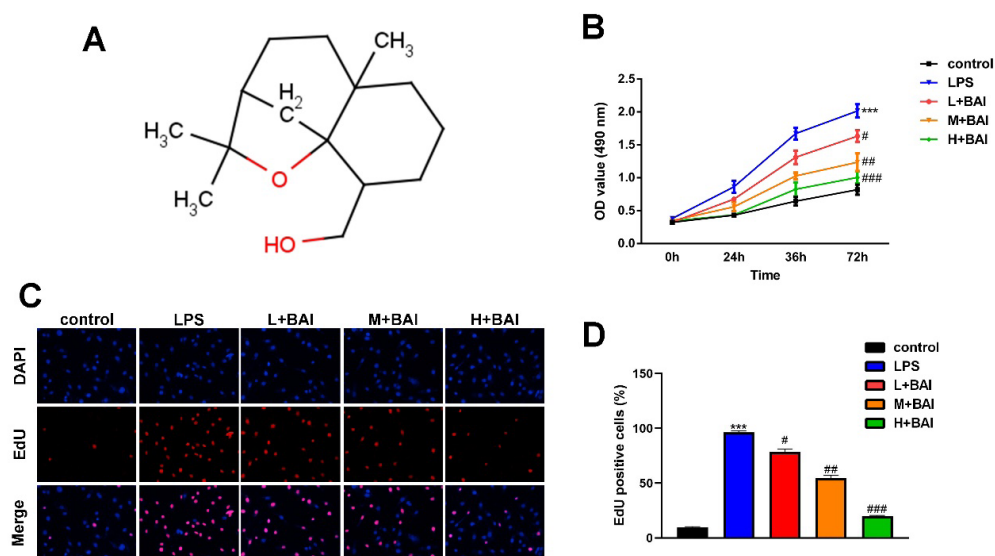 A
CH3
H2
C
H3C
O
CH3
HO
B
control
LPS
L+BAI
M+BAI
H+BAI
OD value (490 nm)
2.5
2.0
1.5
1.0
0.5
0.0
***
#
##
###
0h 24h 36h 72h
Time
C
control LPS L+BAI M+BAI H+BAI
DAPI
EdU
Merge
D
control
LPS
L+BAI
M+BAI
H+BAI
EdU positive cells (%)
150
100
50
0
***
#
##
###